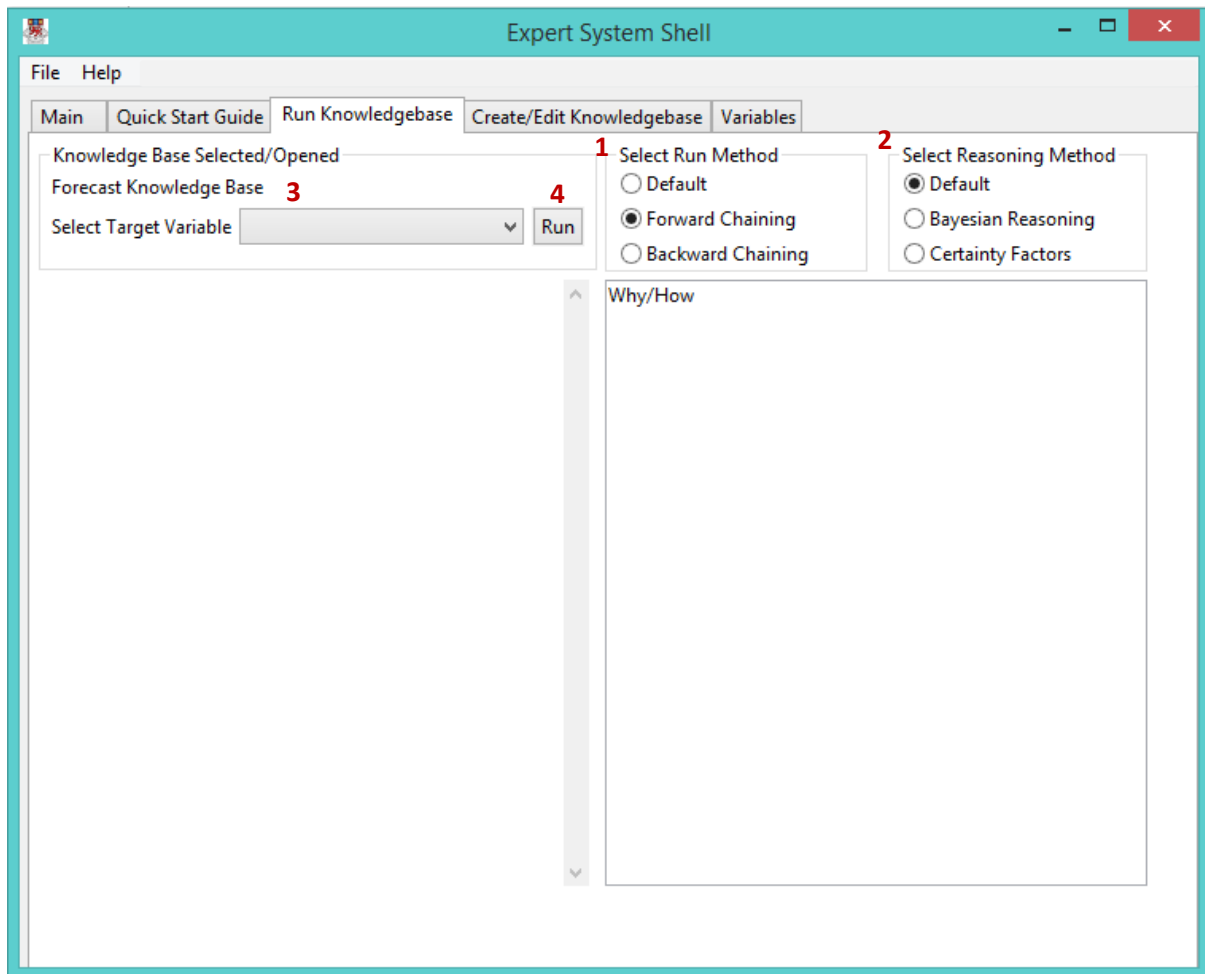 Expert System Shell
File Help
Main Quick Start Guide Run Knowledgebase Create/Edit Knowledgebase Variables
Knowledge Base Selected/Opened 1 Select Run Method 2 Select Reasoning Method
Forecast Knowledge Base 3 4 Default Default
Select Target Variable Run Forward Chaining Bayesian Reasoning
Backward Chaining Certainty Factors
Why/How